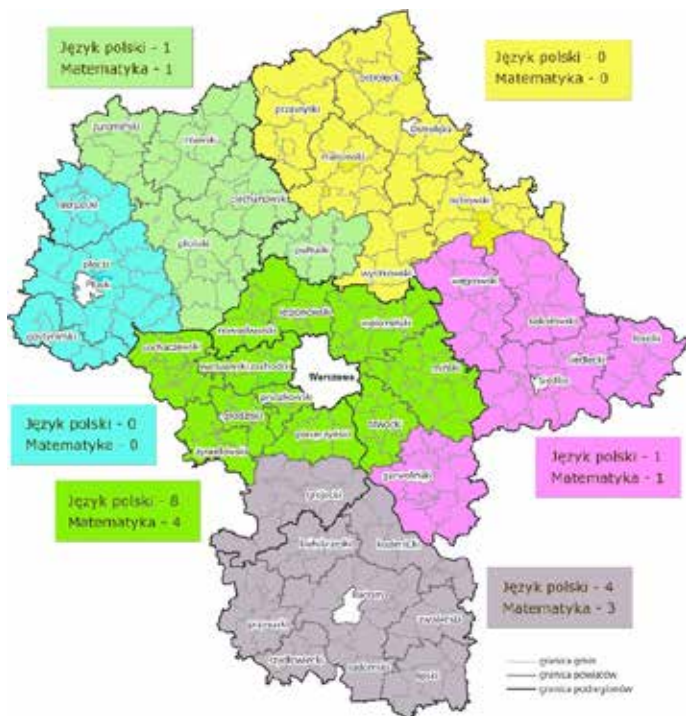 Język polski - 1
Matematyka - 1
Język polski - 0
Matematyka - 0
ostrołęcki
przasnyski
Ostrołęka
żuromiński
mławski
makowski
ciechanowski
ostrowski
sierpecki
płoński
pułtuski
wyszkowski
płocki
Płock
węgrowski
legionowski
sokołowski
gostyniński
nowodworski
wołomiński
łosicki
sochaczewski
siedlecki
warszawski zachodni
Warszawa
miński
Siedlce
pruszkowski
grodziski
otwocki
piaseczyński
żyrardowski
Język polski - 0
Matematyka - 0
garwoliński
Język polski - 1
Matematyka - 1
Język polski - 8
Matematyka - 4
grójecki
białobrzeski
kozienicki
Radom
Język polski - 4
Matematyka - 3
zwoleński
przysuski
szydłowiecki
radomski
lipski
granica gmin
granica powiatów
granica podregionów